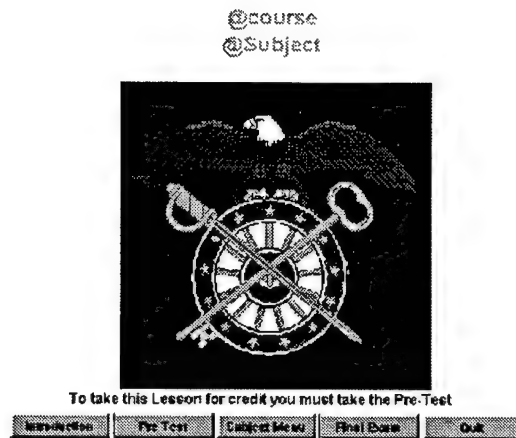 @course
@Subject
To take this Lesson for credit you must take the Pre-Test
Introduction Pre Test Subject Menu Final Exam Quit